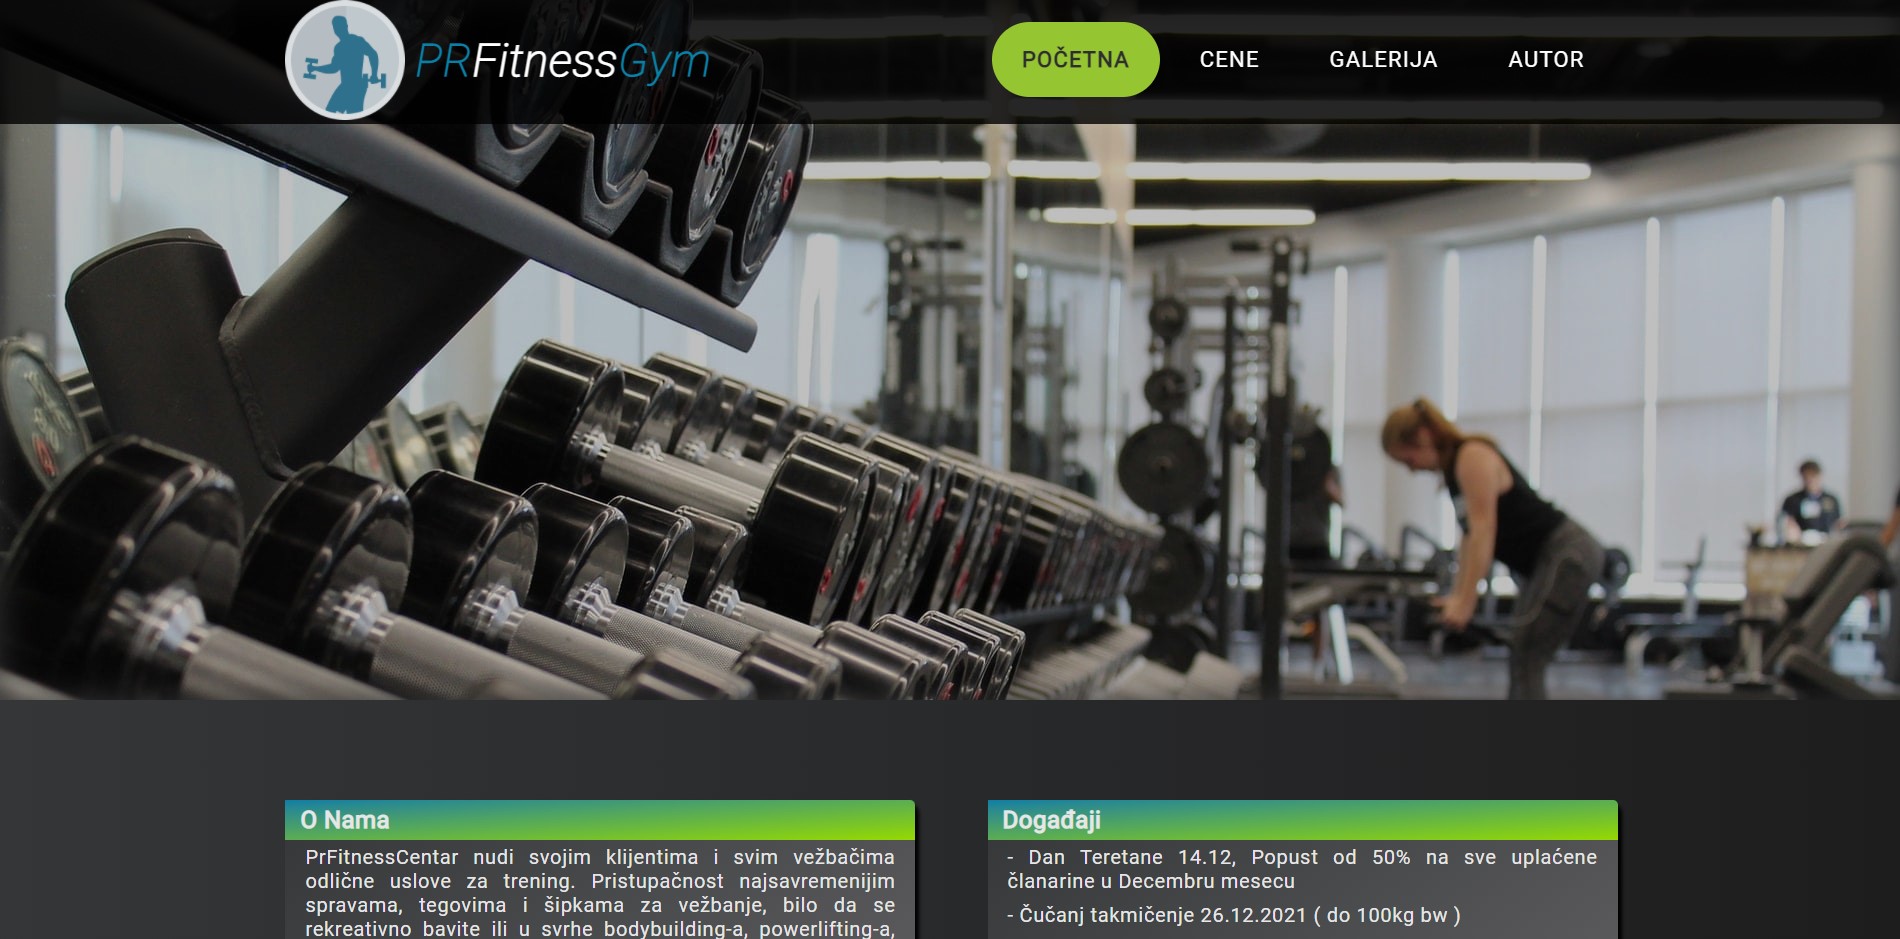 PRFitnessGym
POČETNA
CENE
GALERIJA
AUTOR
O Nama
PrFitnessCentar nudi svojim klijentima i svim vežbačima
odlične uslove za trening. Pristupačnost najsavremenijim
spravama, tegovima i šipkama za vežbanje, bilo da se
rekreativno bavite ili u svrhe bodybuilding-a, powerlifting-a,
Događaji
- Dan Teretane 14.12, Popust od 50% na sve uplaćene
članarine u Decembru mesecu
- Čučanj takmičenje 26.12.2021 ( do 100kg bw )